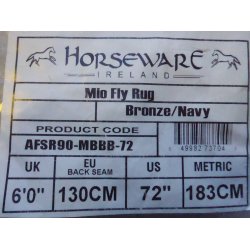 HORSEWARE
IRELAND
Mio Fly Rug
Bronze/Navy
PRODUCT CODE
AFSR90-MBBB-72
UK EU BACK SEAM US METRIC
6'0" 130CM 72" 183CM